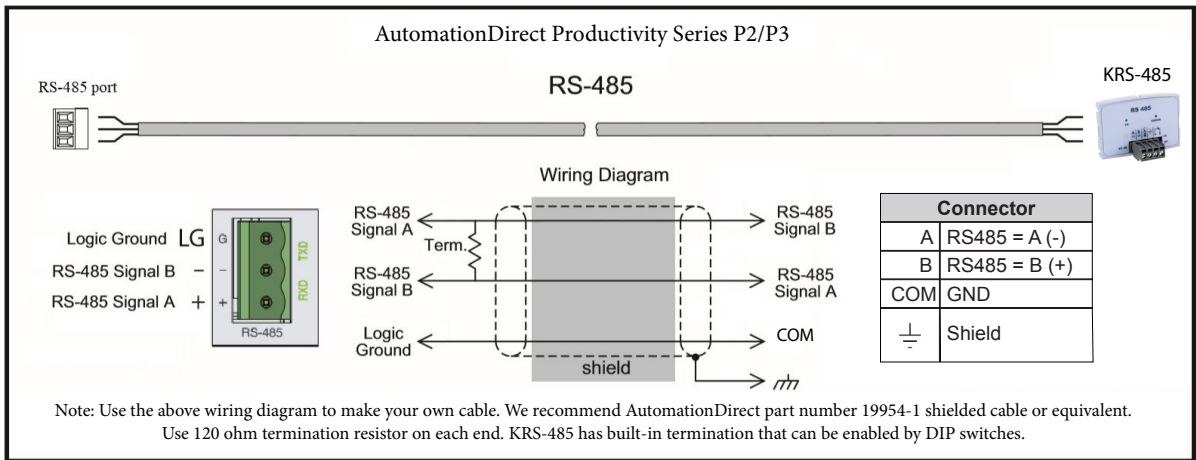 AutomationDirect Productivity Series P2/P3
RS-485 port
RS-485
KRS-485
RS 485
Wiring Diagram
Logic Ground LG G TXD
RS-485 Signal B - -
RS-485 Signal A + + RXD
RS-485
RS-485
Signal A
Term.
RS-485
Signal B
Logic
Ground
shield
RS-485
Signal B
RS-485
Signal A
COM
Connector
A RS485 = A (-)
B RS485 = B (+)
COM GND
Shield
Note: Use the above wiring diagram to make your own cable. We recommend AutomationDirect part number 19954-1 shielded cable or equivalent.
Use 120 ohm termination resistor on each end. KRS-485 has built-in termination that can be enabled by DIP switches.